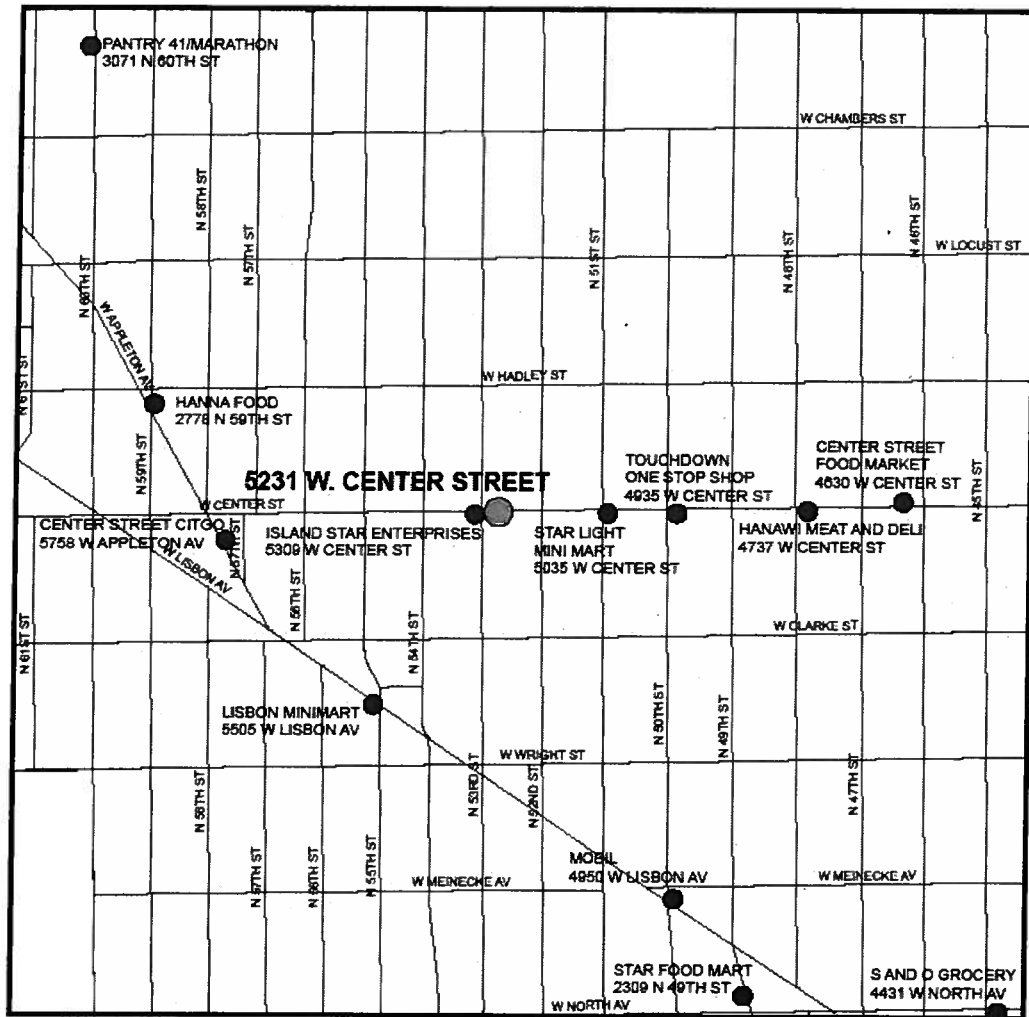 PANTRY 41/MARATHON
3071 N 60TH ST
W CHAMBERS ST
N 58TH ST
N 57TH ST
N 51ST ST
N 48TH ST
N 46TH ST
W LOCUST ST
N 60TH ST
W APPLETON AV
N 61ST ST
W HADLEY ST
HANNA FOOD
2778 N 59TH ST
N 59TH ST
5231 W. CENTER STREET
TOUCHDOWN
ONE STOP SHOP
4935 W CENTER ST
CENTER STREET
FOOD MARKET
4630 W CENTER ST
N 45TH ST
W CENTER ST
CENTER STREET CITGO
5758 W APPLETON AV
N 57TH ST
ISLAND STAR ENTERPRISES
5309 W CENTER ST
STAR LIGHT
MINI MART
5035 W CENTER ST
HANAWI MEAT AND DELI
4737 W CENTER ST
W LISBON AV
N 56TH ST
N 54TH ST
W CLARKE ST
N 61ST ST
LISBON MINIMART
5505 W LISBON AV
N 50TH ST
N 49TH ST
W WRIGHT ST
N 58TH ST
N 53RD ST
N 52ND ST
N 47TH ST
N 57TH ST
N 56TH ST
N 55TH ST
W MEINECKE AV
MOBIL
4950 W LISBON AV
W MEINECKE AV
STAR FOOD MART
2309 N 49TH ST
S AND O GROCERY
4431 W NORTH AV
W NORTH AV